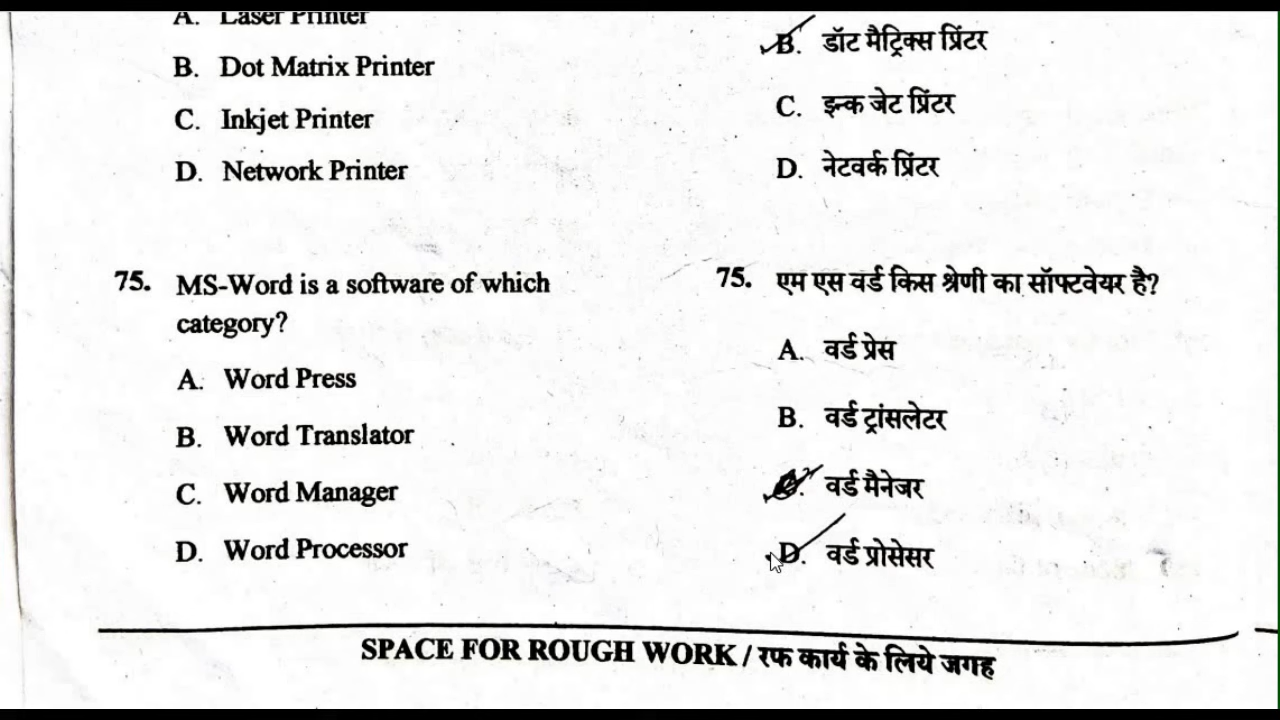 A. Laser Printer
B. Dot Matrix Printer
C. Inkjet Printer
D. Network Printer
75. MS-Word is a software of which
category?
A. Word Press
B. Word Translator
C. Word Manager
D. Word Processor
B. डॉट मैट्रिक्स प्रिंटर
C. इन्क जेट प्रिंटर
D. नेटवर्क प्रिंटर
75. एम एस वर्ड किस श्रेणी का सॉफ्टवेयर है?
A. वर्ड प्रेस
B. वर्ड ट्रांसलेटर
C. वर्ड मैनेजर
D. वर्ड प्रोसेसर
SPACE FOR ROUGH WORK / रफ कार्य के लिये जगह